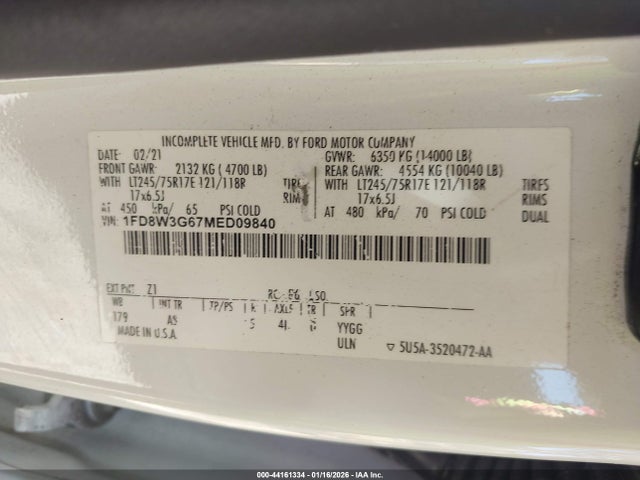 INCOMPLETE VEHICLE MFD. BY FORD MOTOR COMPANY
DATE: 02/21 GVWR: 6350 KG (14000 LB)
FRONT GAWR: 2132 KG (4700 LB) REAR GAWR: 4554 KG (10040 LB)
WITH LT245/75R17E 121/118R TIRES WITH LT245/75R17E 121/118R TIRES
17x6.5J RIM 17x6.5J RIMS
AT 450 kPa/ 65 PSI COLD AT 480 kPa/ 70 PSI COLD DUAL
VIN: 1FD8W3G67MED09840
EXT PNT: Z1 RC: DSO:
WB INT TR TP/PS R AXLE TR SPR
179 AS 5 4L YYGG
MADE IN U.S.A. ULN ▽ 5U5A-3520472-AA
000-44161334 | 01/16/2026 | IAA Inc.